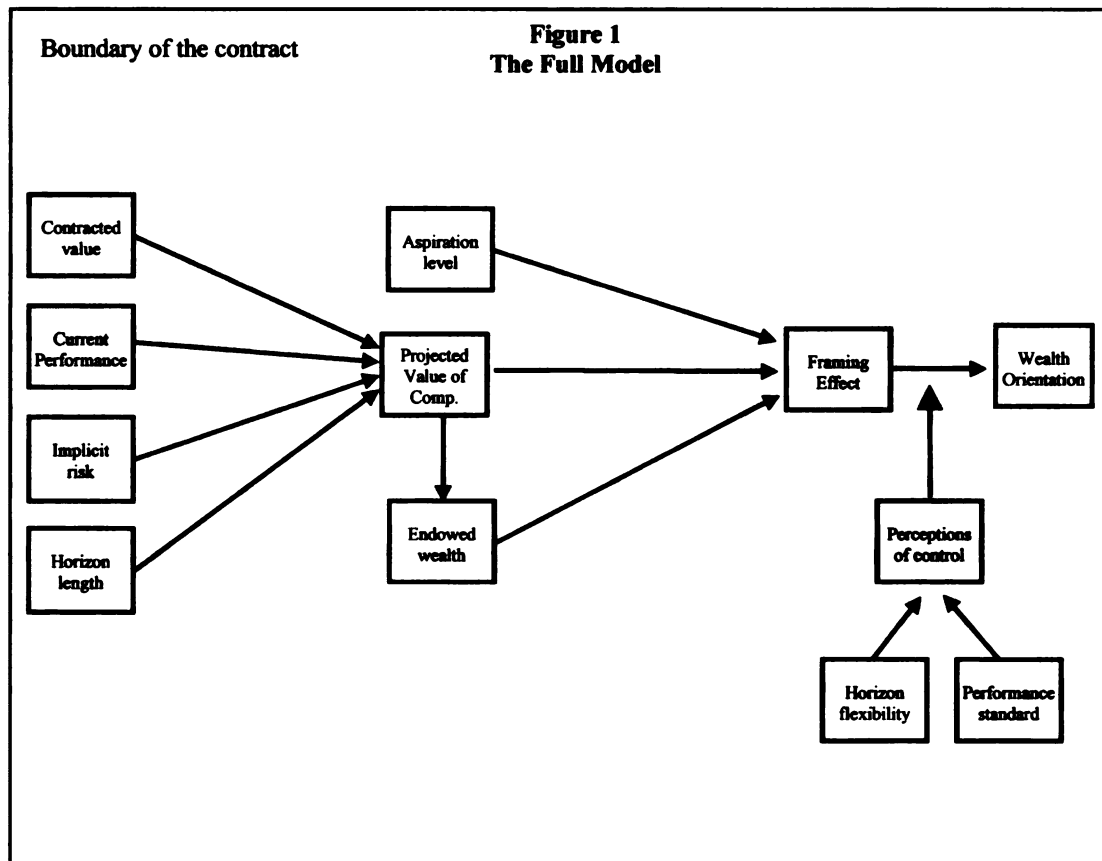 Boundary of the contract
Figure 1
The Full Model
Contracted
value
Aspiration
level
Current
Performance
Projected
Value of
Comp.
Framing
Effect
Wealth
Orientation
Implicit
risk
Endowed
wealth
Perceptions
of control
Horizon
length
Horizon
flexibility
Performance
standard